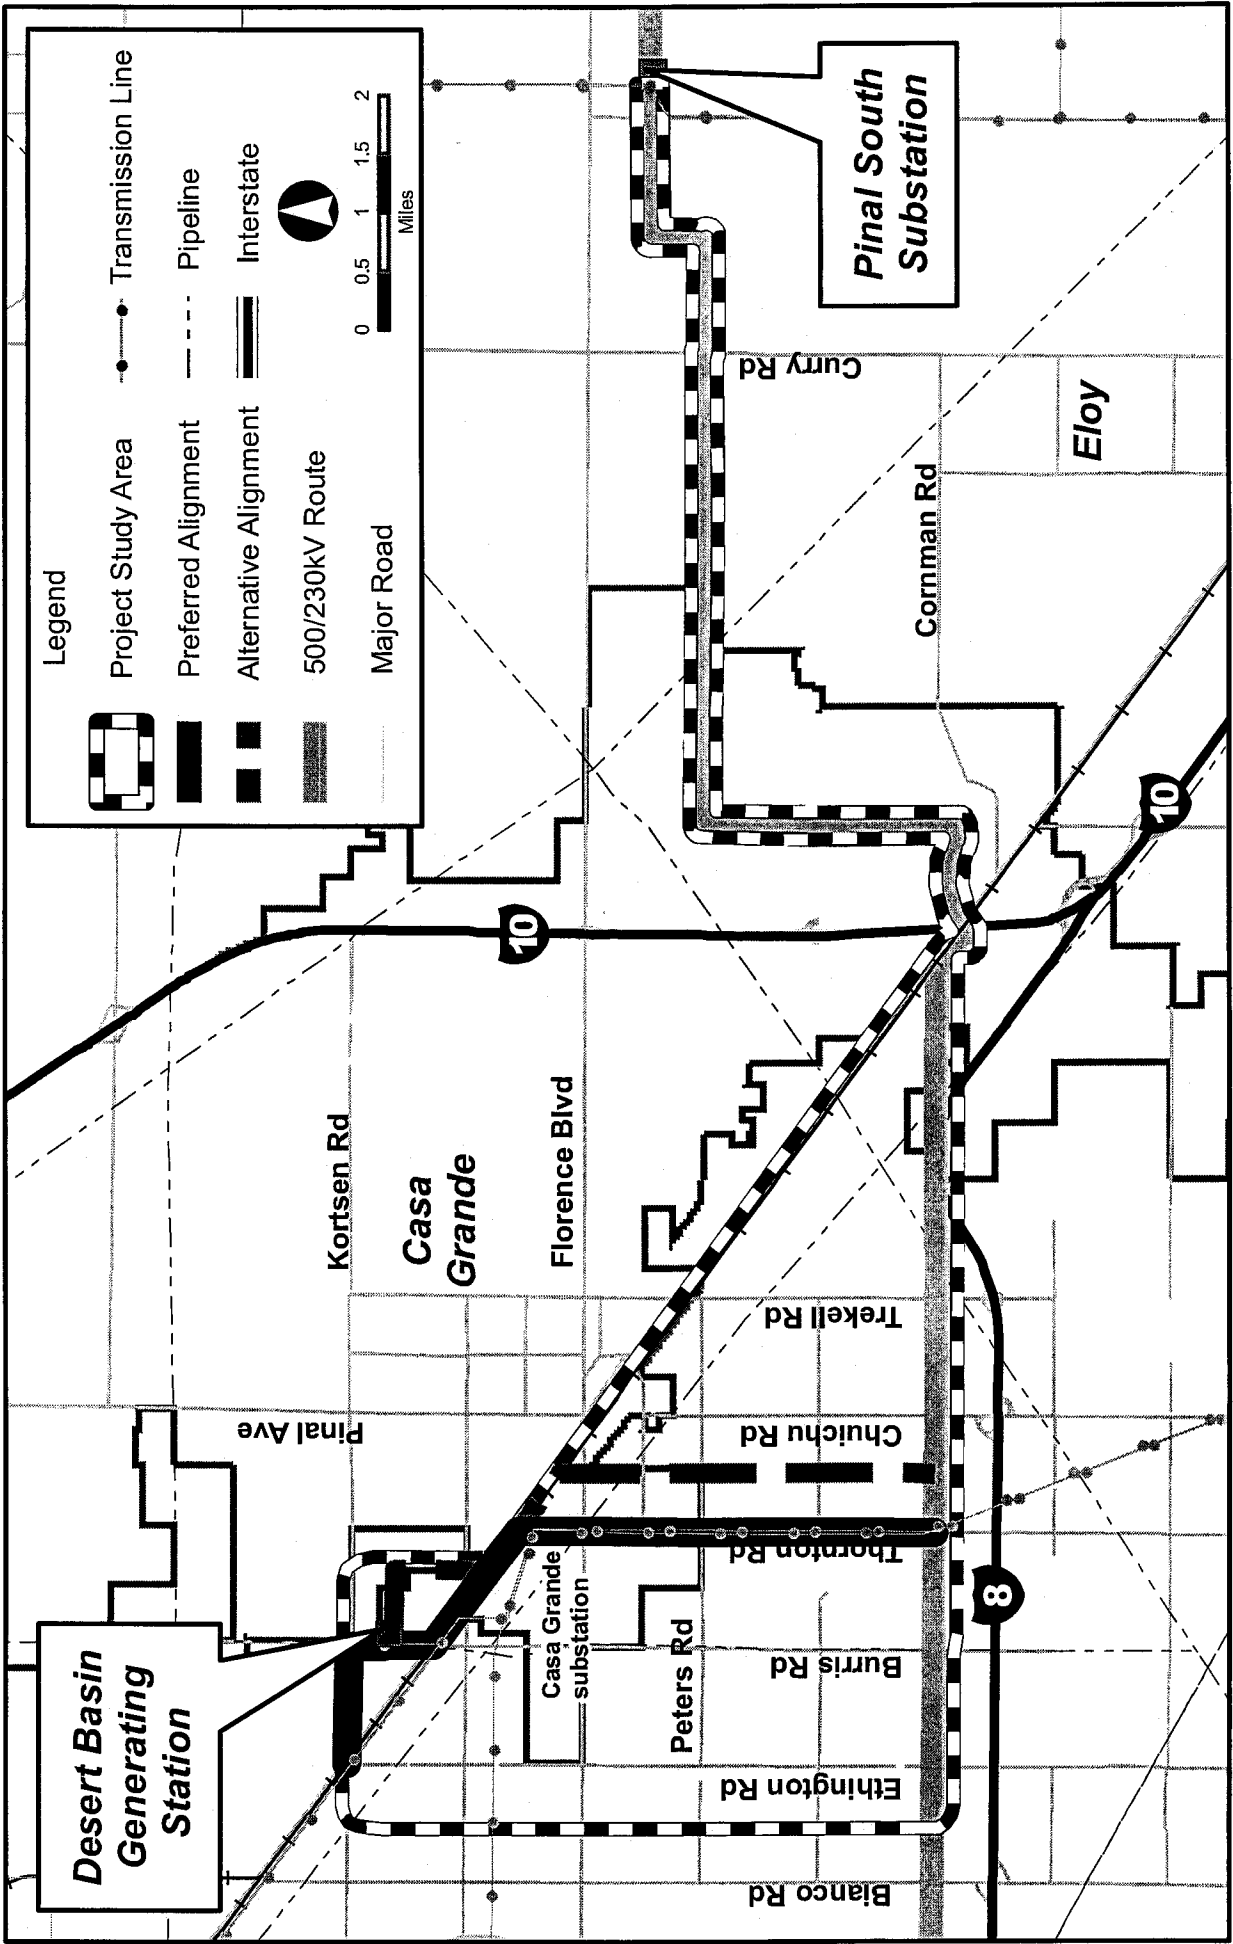 Legend
Project Study Area
Preferred Alignment
Alternative Alignment
500/230kV Route
Major Road
Transmission Line
Pipeline
Interstate
0 0.5 1 1.5 2
Miles
Desert Basin
Generating
Station
Pinal South
Substation
Kortsen Rd
Casa
Grande
Florence Blvd
Pinal Ave
10
10
8
Casa Grande
substation
Peters Rd
Bianco Rd
Ethington Rd
Burris Rd
Thornton Rd
Chuichu Rd
Trekell Rd
Cornman Rd
Curry Rd
Eloy